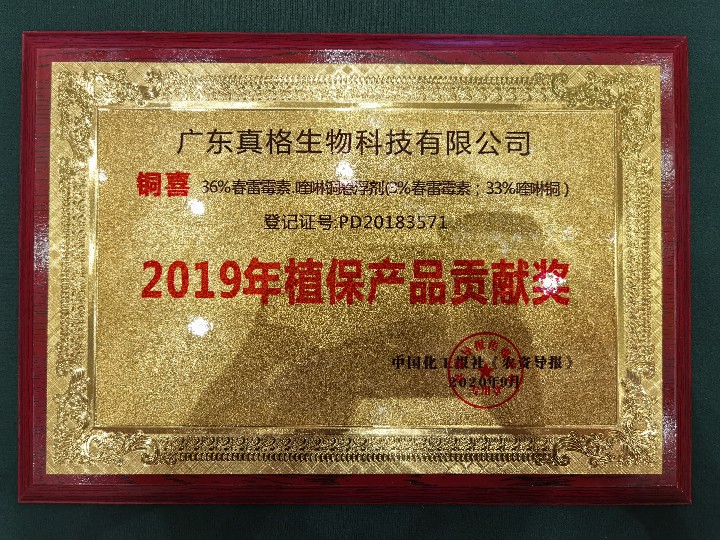 广东真格生物科技有限公司
铜喜 36%春雷霉素.喹啉铜悬浮剂(3%春雷霉素；33%喹啉铜)
登记证号:PD20183571
2019年植保产品贡献奖
中国化工报社《农资导报》
2020年9月